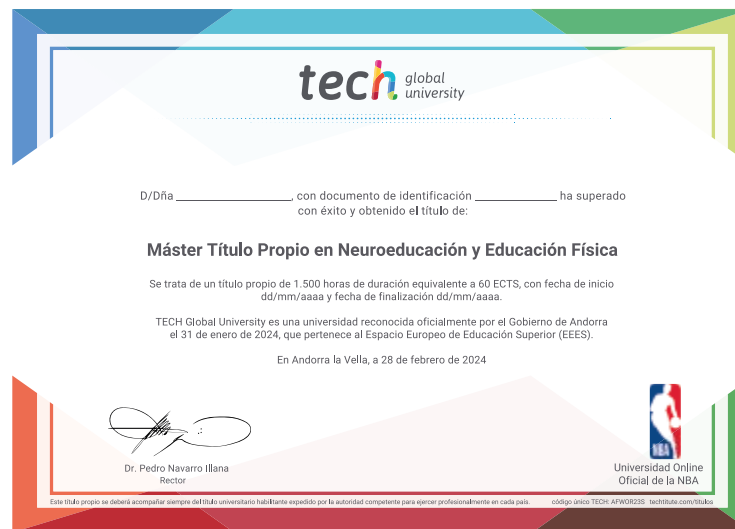 tech global university
D/Dña ____________________, con documento de identificación ______________ ha superado
con éxito y obtenido el título de:
Máster Título Propio en Neuroeducación y Educación Física
Se trata de un título propio de 1.500 horas de duración equivalente a 60 ECTS, con fecha de inicio
dd/mm/aaaa y fecha de finalización dd/mm/aaaa.
TECH Global University es una universidad reconocida oficialmente por el Gobierno de Andorra
el 31 de enero de 2024, que pertenece al Espacio Europeo de Educación Superior (EEES).
En Andorra la Vella, a 28 de febrero de 2024
Dr. Pedro Navarro Illana
Rector
NBA
Universidad Online
Oficial de la NBA
Este título propio se deberá acompañar siempre del título universitario habilitante expedido por la autoridad competente para ejercer profesionalmente en cada país. código único TECH: AFWOR23S techtitute.com/titulos